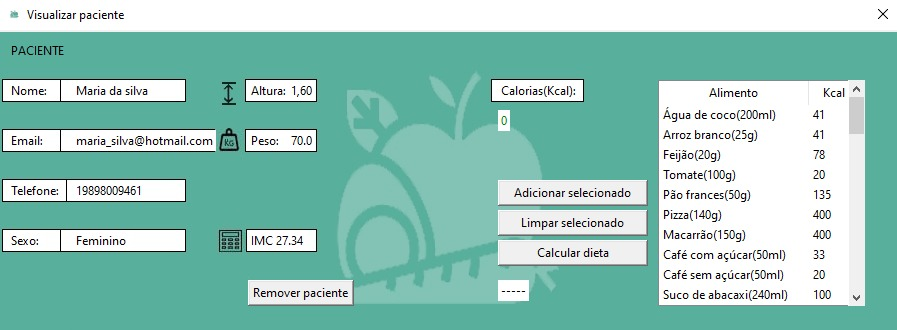 Visualizar paciente
PACIENTE
Nome: Maria da silva
Altura: 1,60
Email: maria_silva@hotmail.com
KG
Peso: 70.0
Telefone: 19898009461
Sexo: Feminino
IMC 27.34
Remover paciente
Calorias(Kcal):
0
Adicionar selecionado
Limpar selecionado
Calcular dieta
-----
Alimento Kcal
Água de coco(200ml) 41
Arroz branco(25g) 41
Feijão(20g) 78
Tomate(100g) 20
Pão frances(50g) 135
Pizza(140g) 400
Macarrão(150g) 400
Café com açúcar(50ml) 33
Café sem açúcar(50ml) 20
Suco de abacaxi(240ml) 100